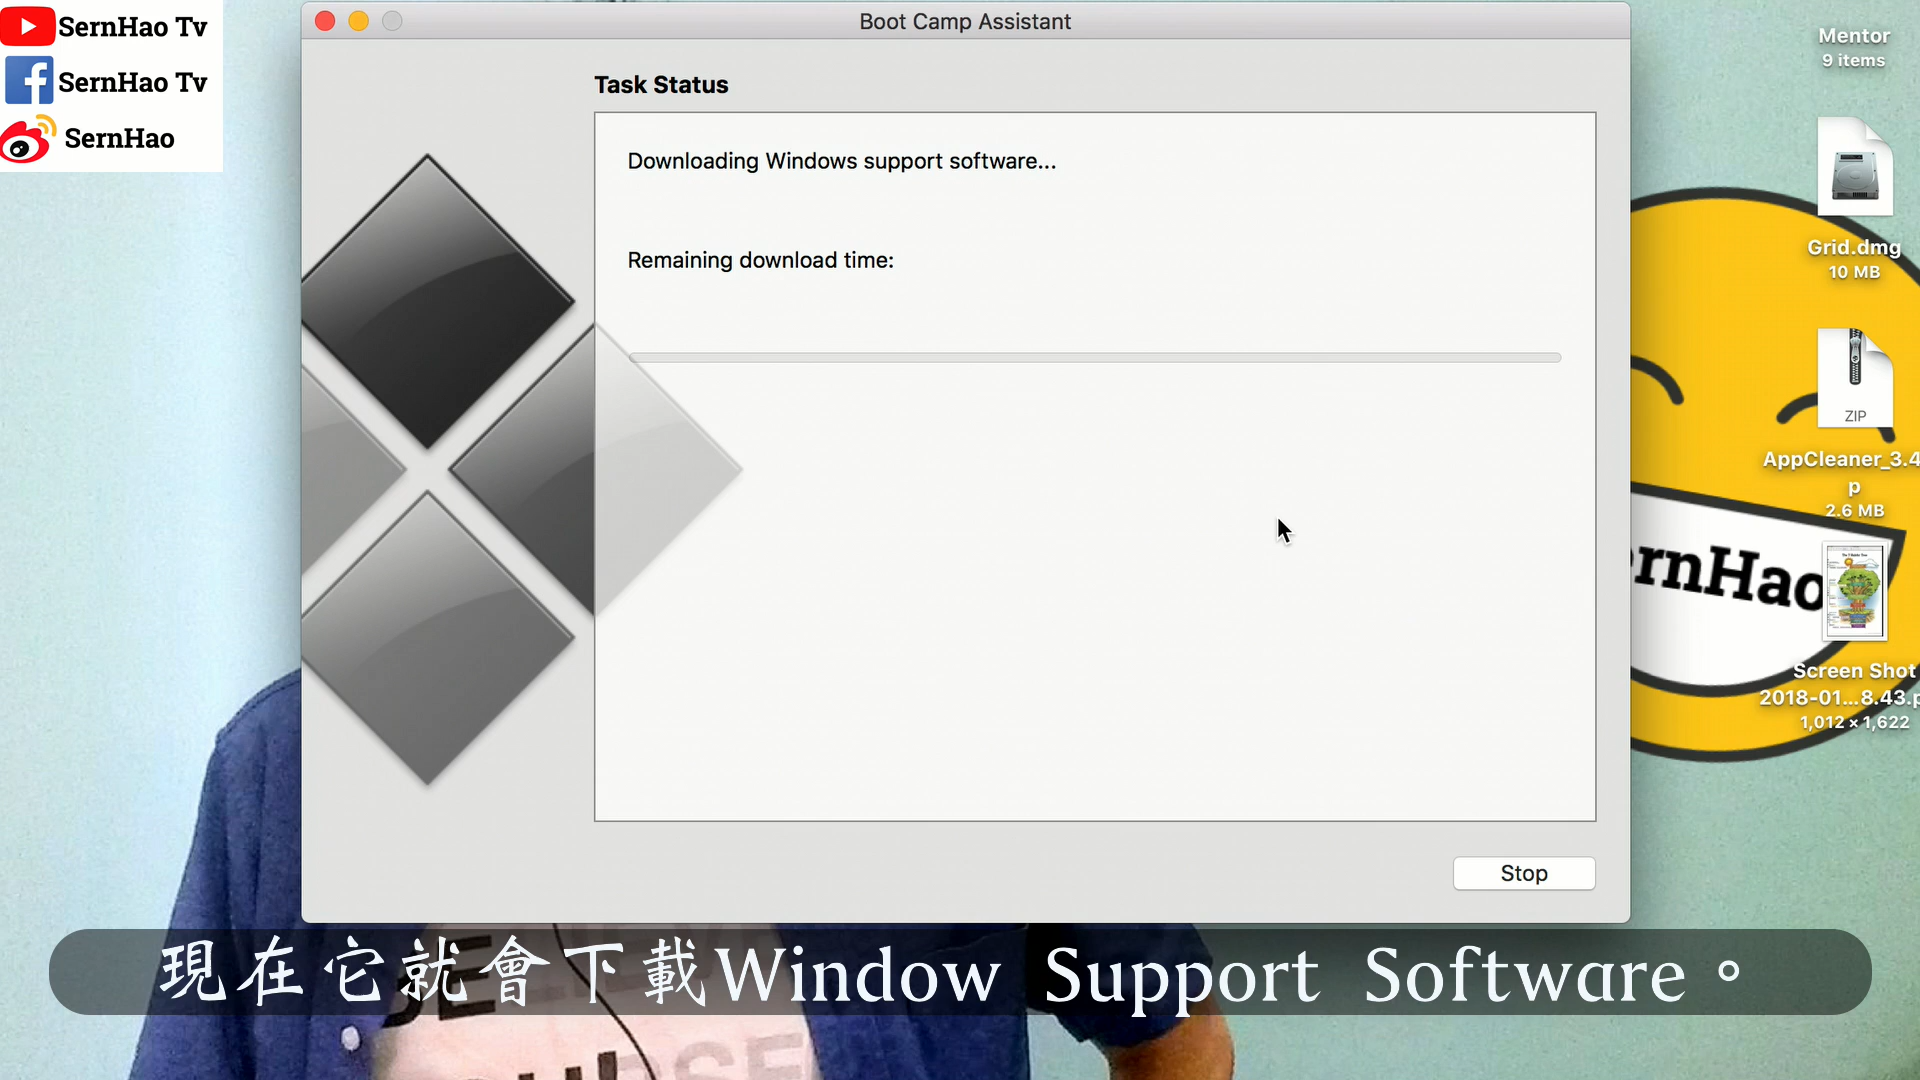 SernHao Tv
SernHao Tv
SernHao
Boot Camp Assistant
Task Status
Downloading Windows support software...
Remaining download time:
Stop
Mentor
9 items
Grid.dmg
10 MB
ZIP
AppCleaner_3.4
p
2.6 MB
rnHao
Screen Shot
2018-01...8.43.p
1,012 × 1,622
現在它就會下載Window Support Software。